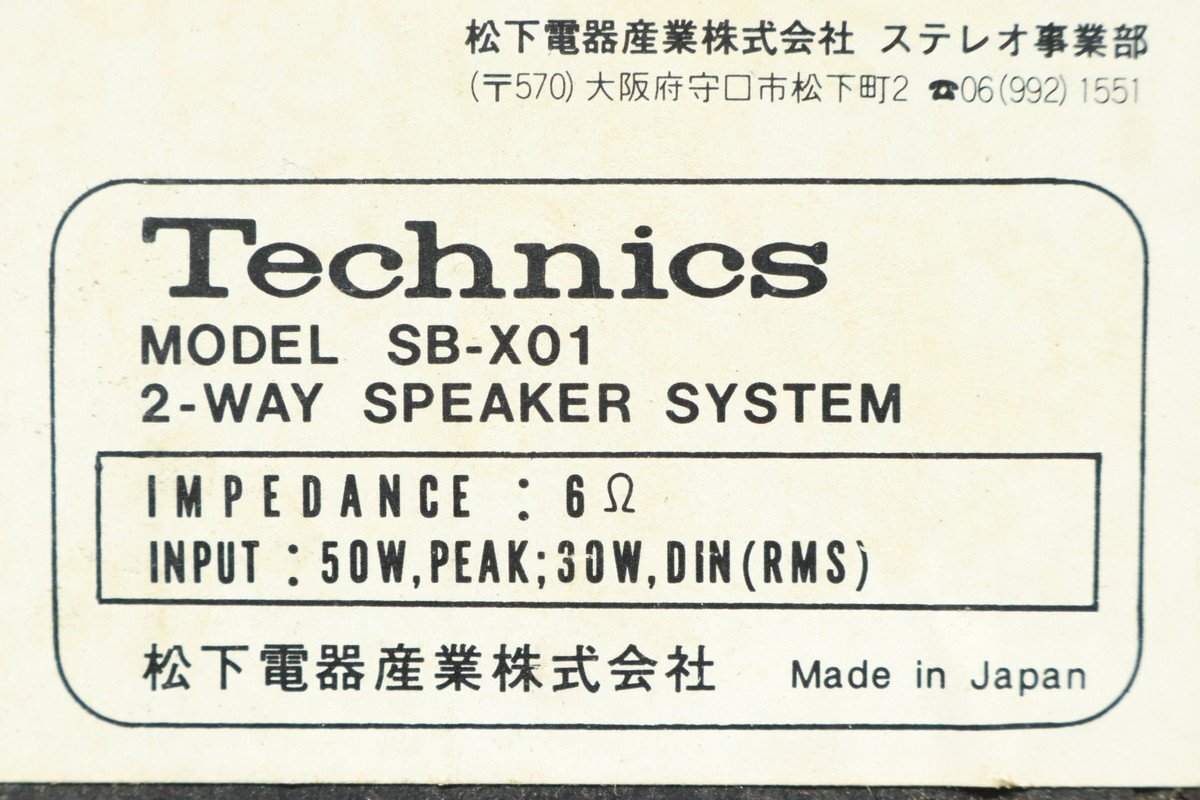 松下電器産業株式会社 ステレオ事業部
(〒570) 大阪府守口市松下町2 ☎06(992)1551
Technics
MODEL SB-X01
2-WAY SPEAKER SYSTEM
IMPEDANCE : 6Ω
INPUT : 50W,PEAK;30W,DIN(RMS)
松下電器産業株式会社 Made in Japan